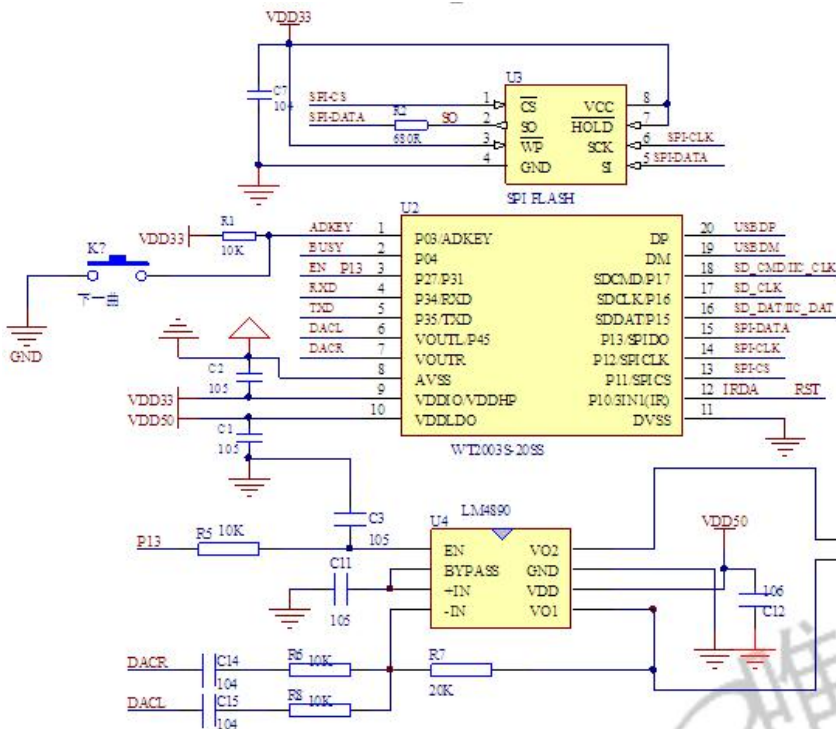 VDD33
U3
C7
104
SPI-CS
1
CS
VCC
8
SPI-DATA
R2
SO
2
SO
HOLD
7
680R
3
WP
SCK
6
SPI-CLK
4
GND
SI
5
SPI-DATA
SPI FLASH
U2
R1
VDD33
10K
K?
下一曲
GND
ADKEY
1
P03/ADKEY
DP
20
USBDP
BUSY
2
P04
DM
19
USBDM
EN P13
3
P27/P31
SDCMD/P17
18
SD_CMD IIC_CLK
RXD
4
P34/RXD
SDCLK/P16
17
SD_CLK
TXD
5
P35/TXD
SDDAT/P15
16
SD_DAT IIC_DAT
DACL
6
VOUTL/P45
P13/SPIDO
15
SPI-DATA
DACR
7
VOUTR
P12/SPICLK
14
SPI-CLK
8
AVSS
P11/SPICS
13
SPI-CS
C2
105
VDD33
9
VDDIO/VDDHP
P10/3IN1(IR)
12
IRDA
RST
VDD50
10
VDDLDO
DVSS
11
C1
105
WT2003S-20SS
C3
105
U4
LM4890
VDD50
P13
R5
10K
EN
VO2
C11
105
BYPASS
GND
+IN
VDD
-IN
VO1
106
C12
DACR
C14
104
R6
10K
R7
20K
DACL
C15
104
R8
10K
唯